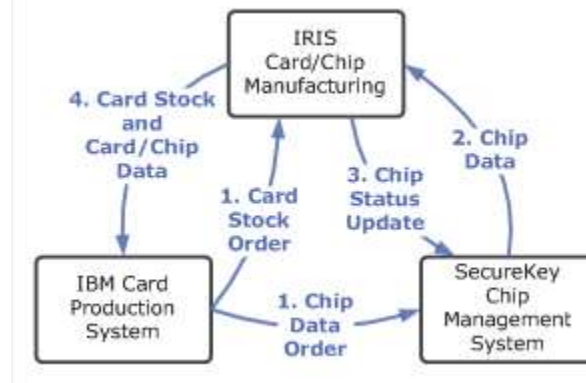 IRIS
Card/Chip
Manufacturing
4. Card Stock
and
Card/Chip
Data
2. Chip
Data
1. Card
Stock
Order
3. Chip
Status
Update
IBM Card
Production
System
1. Chip
Data
Order
SecureKey
Chip
Management
System